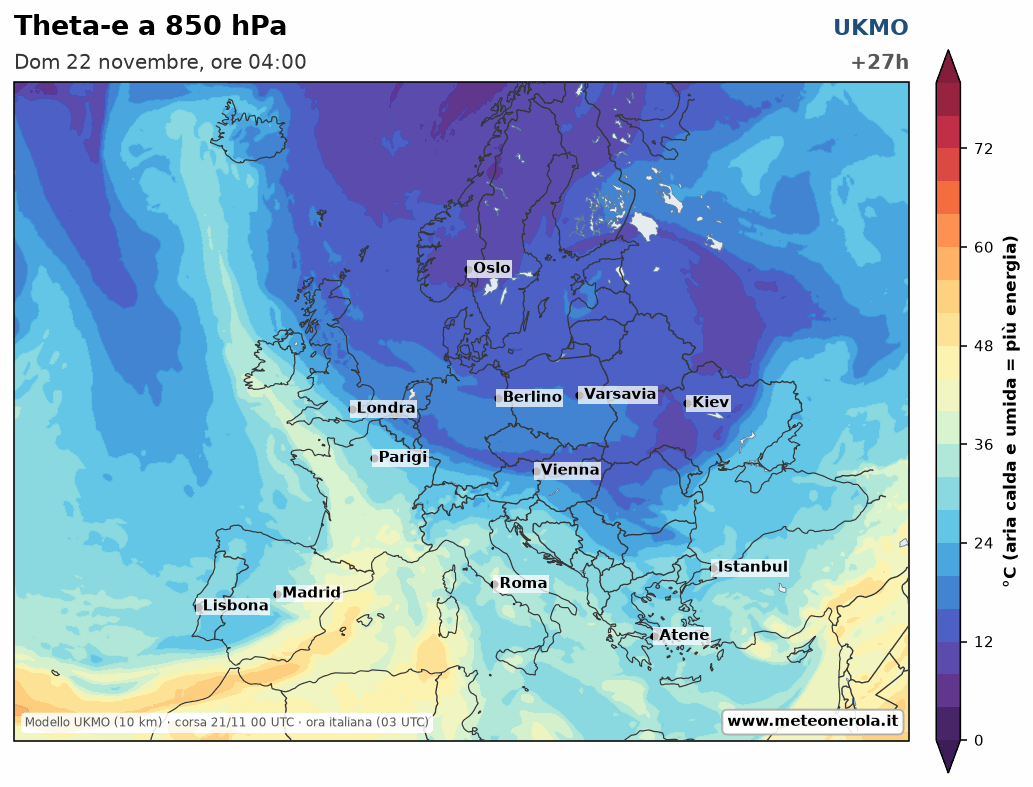 Theta-e a 850 hPa
UKMO
Dom 22 novembre, ore 04:00
+27h
Oslo
Londra
Berlino
Varsavia
Kiev
Parigi
Vienna
Istanbul
Roma
Madrid
Lisbona
Atene
Modello UKMO (10 km) · corsa 21/11 00 UTC · ora italiana (03 UTC)
www.meteonerola.it
72
60
48
36
24
12
0
°C (aria calda e umida = più energia)